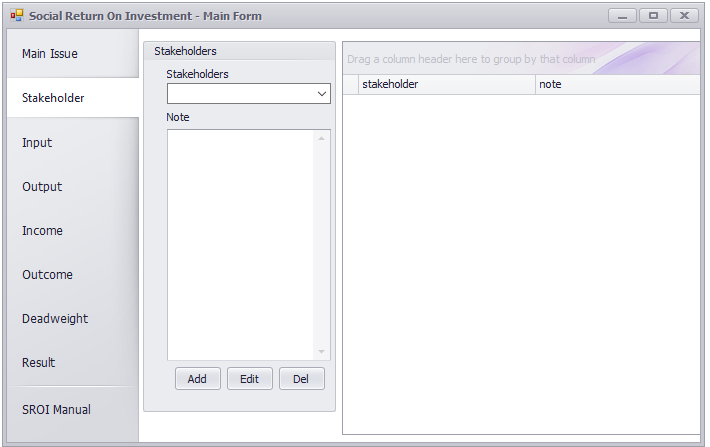 Social Return On Investment - Main Form
Main Issue
Stakeholder
Input
Output
Income
Outcome
Deadweight
Result
SROI Manual
Stakeholders
Stakeholders
Note
Add Edit Del
Drag a column header here to group by that column
stakeholder note